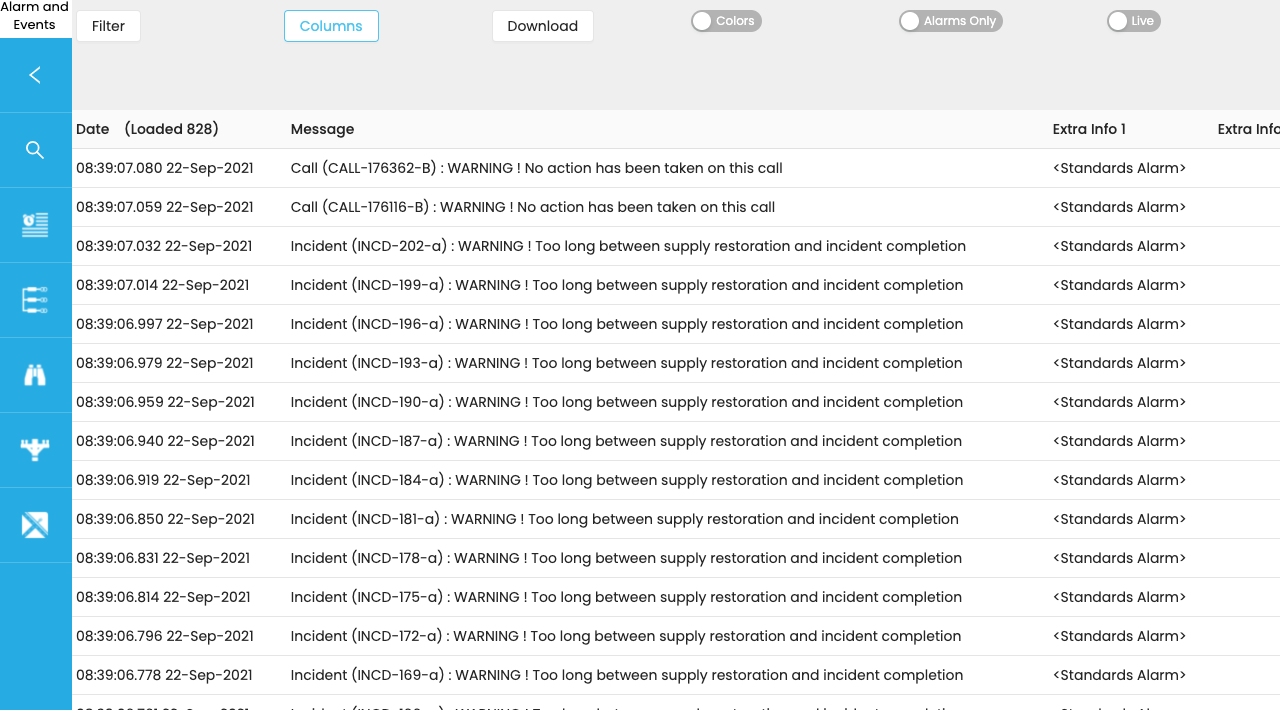 Alarm and
Events
Filter
Columns
Download
Colors
Alarms Only
Live
Date (Loaded 828) Message Extra Info 1 Extra Info
08:39:07.080 22-Sep-2021 Call (CALL-176362-B) : WARNING ! No action has been taken on this call <Standards Alarm>
08:39:07.059 22-Sep-2021 Call (CALL-176116-B) : WARNING ! No action has been taken on this call <Standards Alarm>
08:39:07.032 22-Sep-2021 Incident (INCD-202-a) : WARNING ! Too long between supply restoration and incident completion <Standards Alarm>
08:39:07.014 22-Sep-2021 Incident (INCD-199-a) : WARNING ! Too long between supply restoration and incident completion <Standards Alarm>
08:39:06.997 22-Sep-2021 Incident (INCD-196-a) : WARNING ! Too long between supply restoration and incident completion <Standards Alarm>
08:39:06.979 22-Sep-2021 Incident (INCD-193-a) : WARNING ! Too long between supply restoration and incident completion <Standards Alarm>
08:39:06.959 22-Sep-2021 Incident (INCD-190-a) : WARNING ! Too long between supply restoration and incident completion <Standards Alarm>
08:39:06.940 22-Sep-2021 Incident (INCD-187-a) : WARNING ! Too long between supply restoration and incident completion <Standards Alarm>
08:39:06.919 22-Sep-2021 Incident (INCD-184-a) : WARNING ! Too long between supply restoration and incident completion <Standards Alarm>
08:39:06.850 22-Sep-2021 Incident (INCD-181-a) : WARNING ! Too long between supply restoration and incident completion <Standards Alarm>
08:39:06.831 22-Sep-2021 Incident (INCD-178-a) : WARNING ! Too long between supply restoration and incident completion <Standards Alarm>
08:39:06.814 22-Sep-2021 Incident (INCD-175-a) : WARNING ! Too long between supply restoration and incident completion <Standards Alarm>
08:39:06.796 22-Sep-2021 Incident (INCD-172-a) : WARNING ! Too long between supply restoration and incident completion <Standards Alarm>
08:39:06.778 22-Sep-2021 Incident (INCD-169-a) : WARNING ! Too long between supply restoration and incident completion <Standards Alarm>